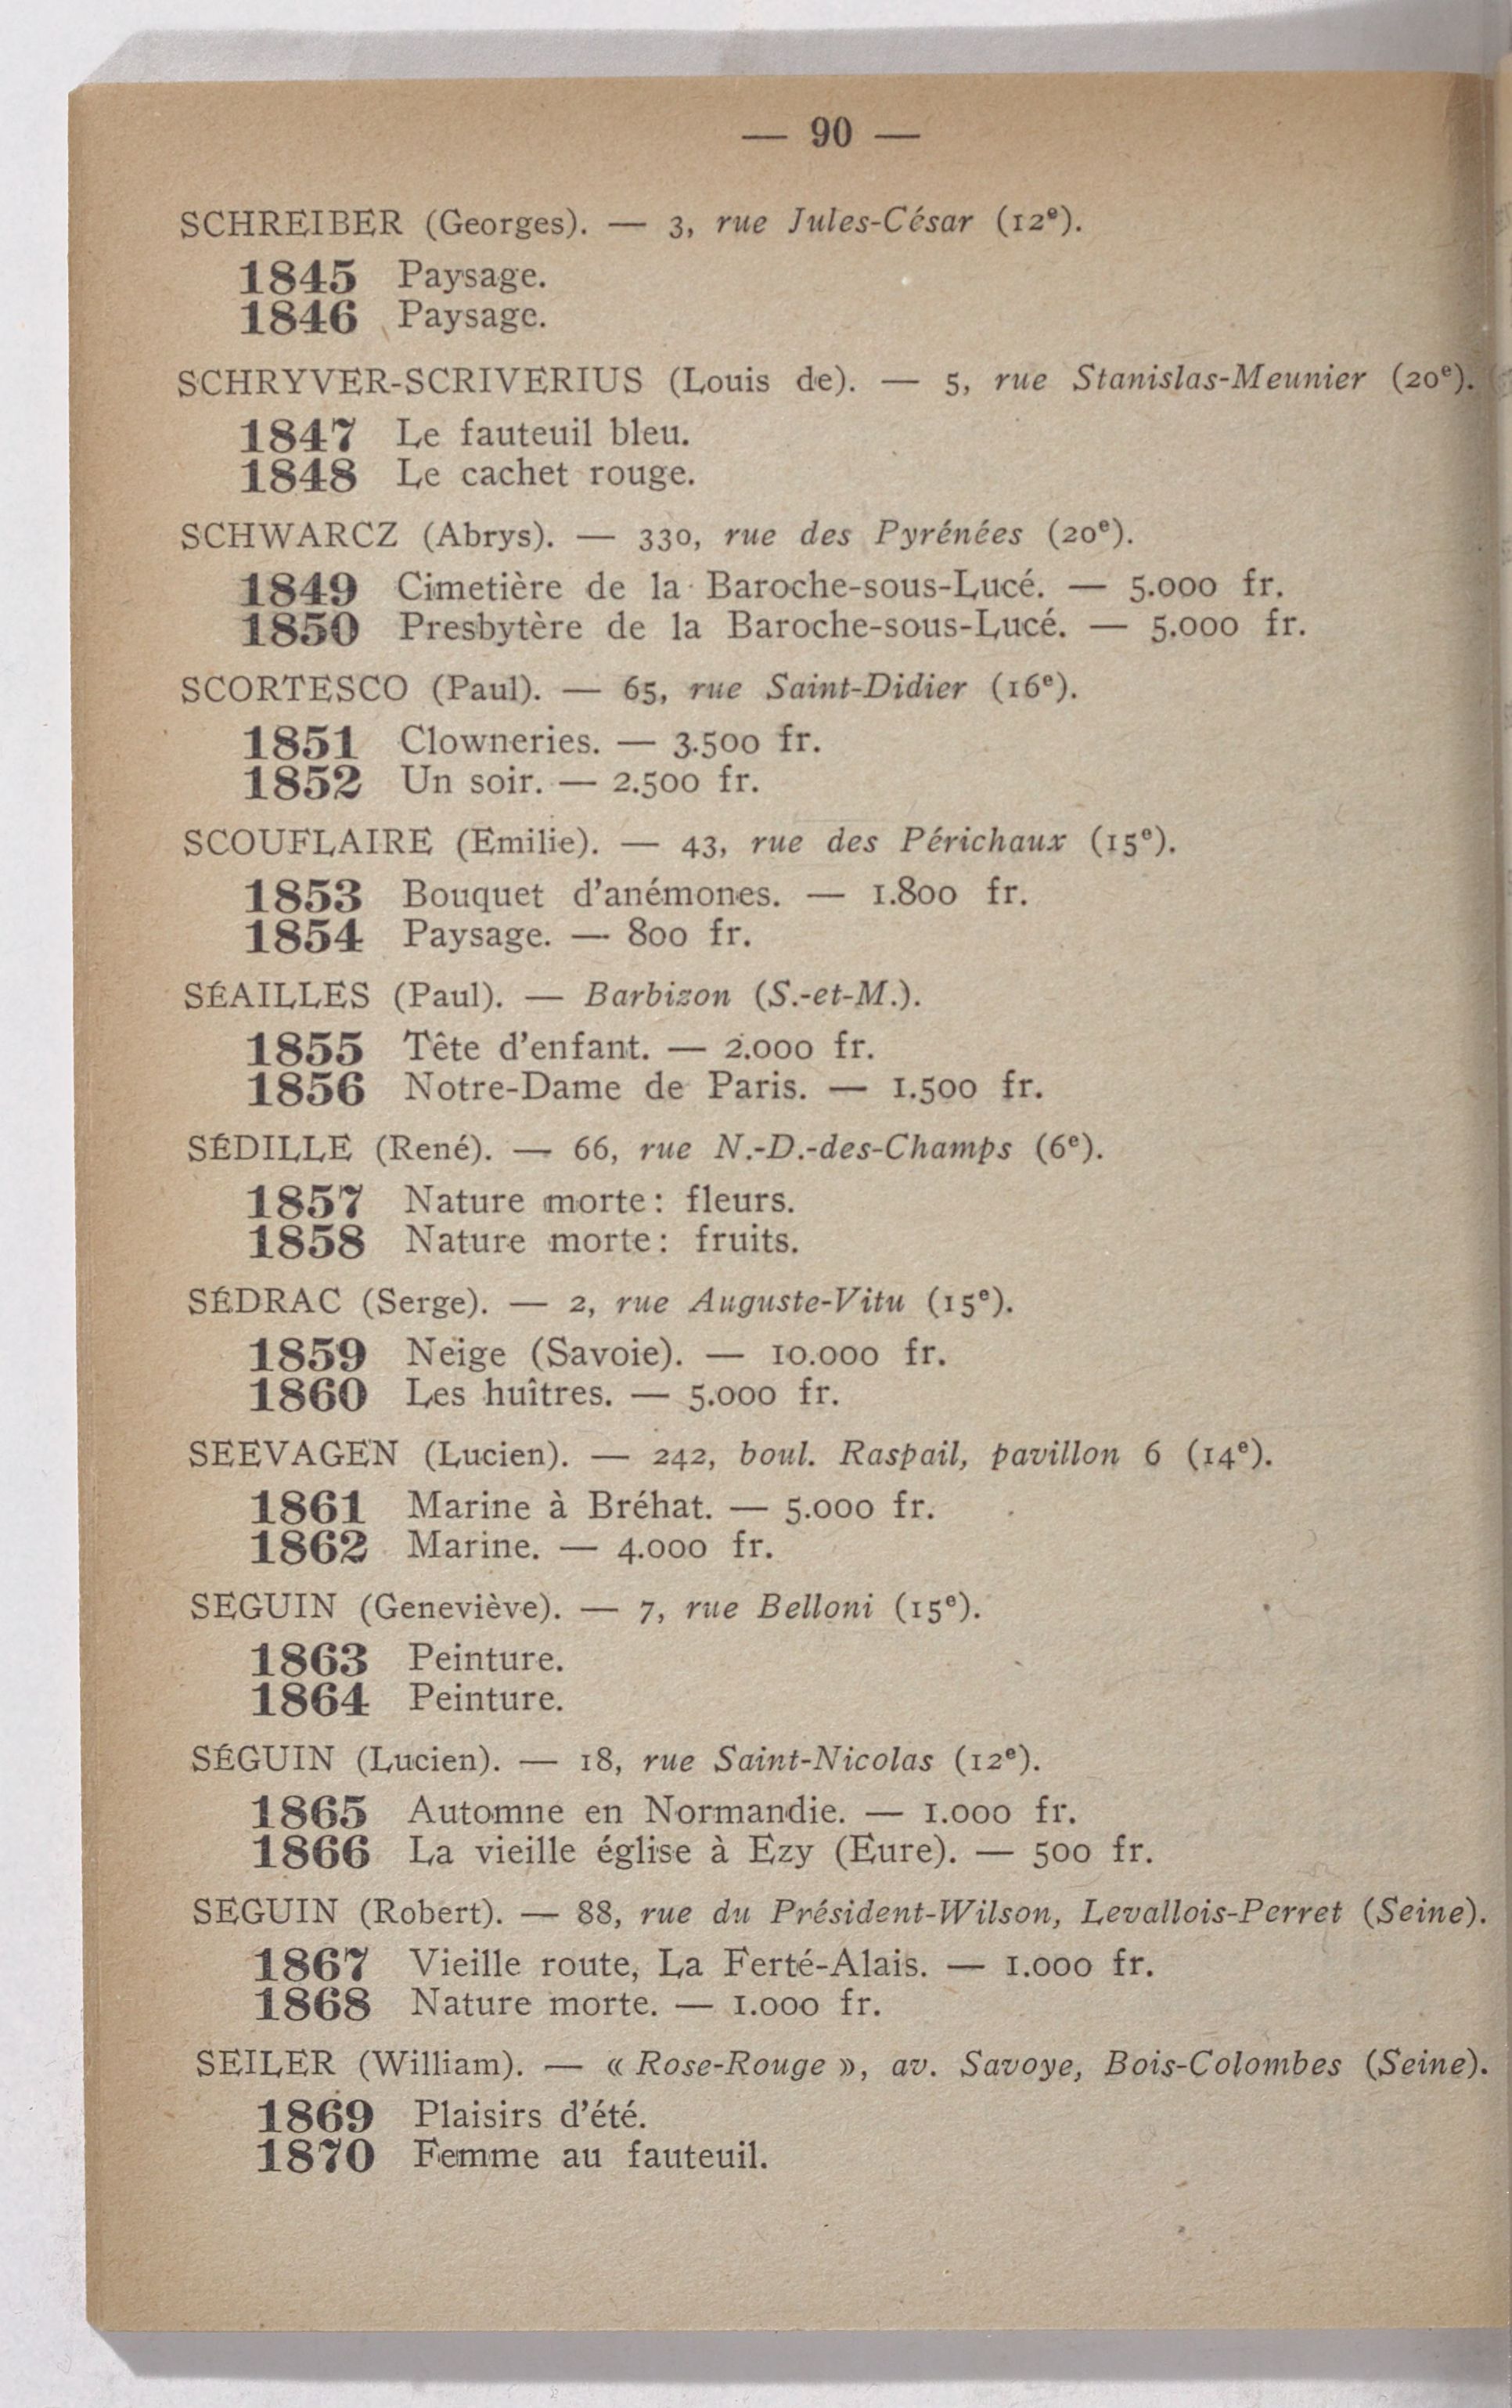 — 90 —
SCHREIBER (Georges). — 3, rue Jules-César (12e).
1845 Paysage.
1846 Paysage.
SCHRYVER-SCRIVERIUS (Louis de). — 5, rue Stanislas-Meunier (20e).
1847 Le fauteuil bleu.
1848 Le cachet rouge.
SCHWARCZ (Abrys). — 330, rue des Pyrénées (20e).
1849 Cimetière de la Baroche-sous-Lucé. — 5.000 fr.
1850 Presbytère de la Baroche-sous-Lucé. — 5.000 fr.
SCORTESCO (Paul). — 65, rue Saint-Didier (16e).
1851 Clowneries. — 3.500 fr.
1852 Un soir. — 2.500 fr.
SCOUFLAIRE (Emilie). — 43, rue des Périchaux (15e).
1853 Bouquet d'anémones. — 1.800 fr.
1854 Paysage. — 800 fr.
SÉAILLES (Paul). — Barbizon (S.-et-M.).
1855 Tête d'enfant. — 2.000 fr.
1856 Notre-Dame de Paris. — 1.500 fr.
SÉDILLE (René). — 66, rue N.-D.-des-Champs (6e).
1857 Nature morte : fleurs.
1858 Nature morte : fruits.
SÉDRAC (Serge). — 2, rue Auguste-Vitu (15e).
1859 Neige (Savoie). — 10.000 fr.
1860 Les huîtres. — 5.000 fr.
SEEVAGEN (Lucien). — 242, boul. Raspail, pavillon 6 (14e).
1861 Marine à Bréhat. — 5.000 fr.
1862 Marine. — 4.000 fr.
SEGUIN (Geneviève). — 7, rue Belloni (15e).
1863 Peinture.
1864 Peinture.
SÉGUIN (Lucien). — 18, rue Saint-Nicolas (12e).
1865 Automne en Normandie. — 1.000 fr.
1866 La vieille église à Ezy (Eure). — 500 fr.
SEGUIN (Robert). — 88, rue du Président-Wilson, Levallois-Perret (Seine).
1867 Vieille route, La Ferté-Alais. — 1.000 fr.
1868 Nature morte. — 1.000 fr.
SEILER (William). — « Rose-Rouge », av. Savoye, Bois-Colombes (Seine).
1869 Plaisirs d'été.
1870 Femme au fauteuil.